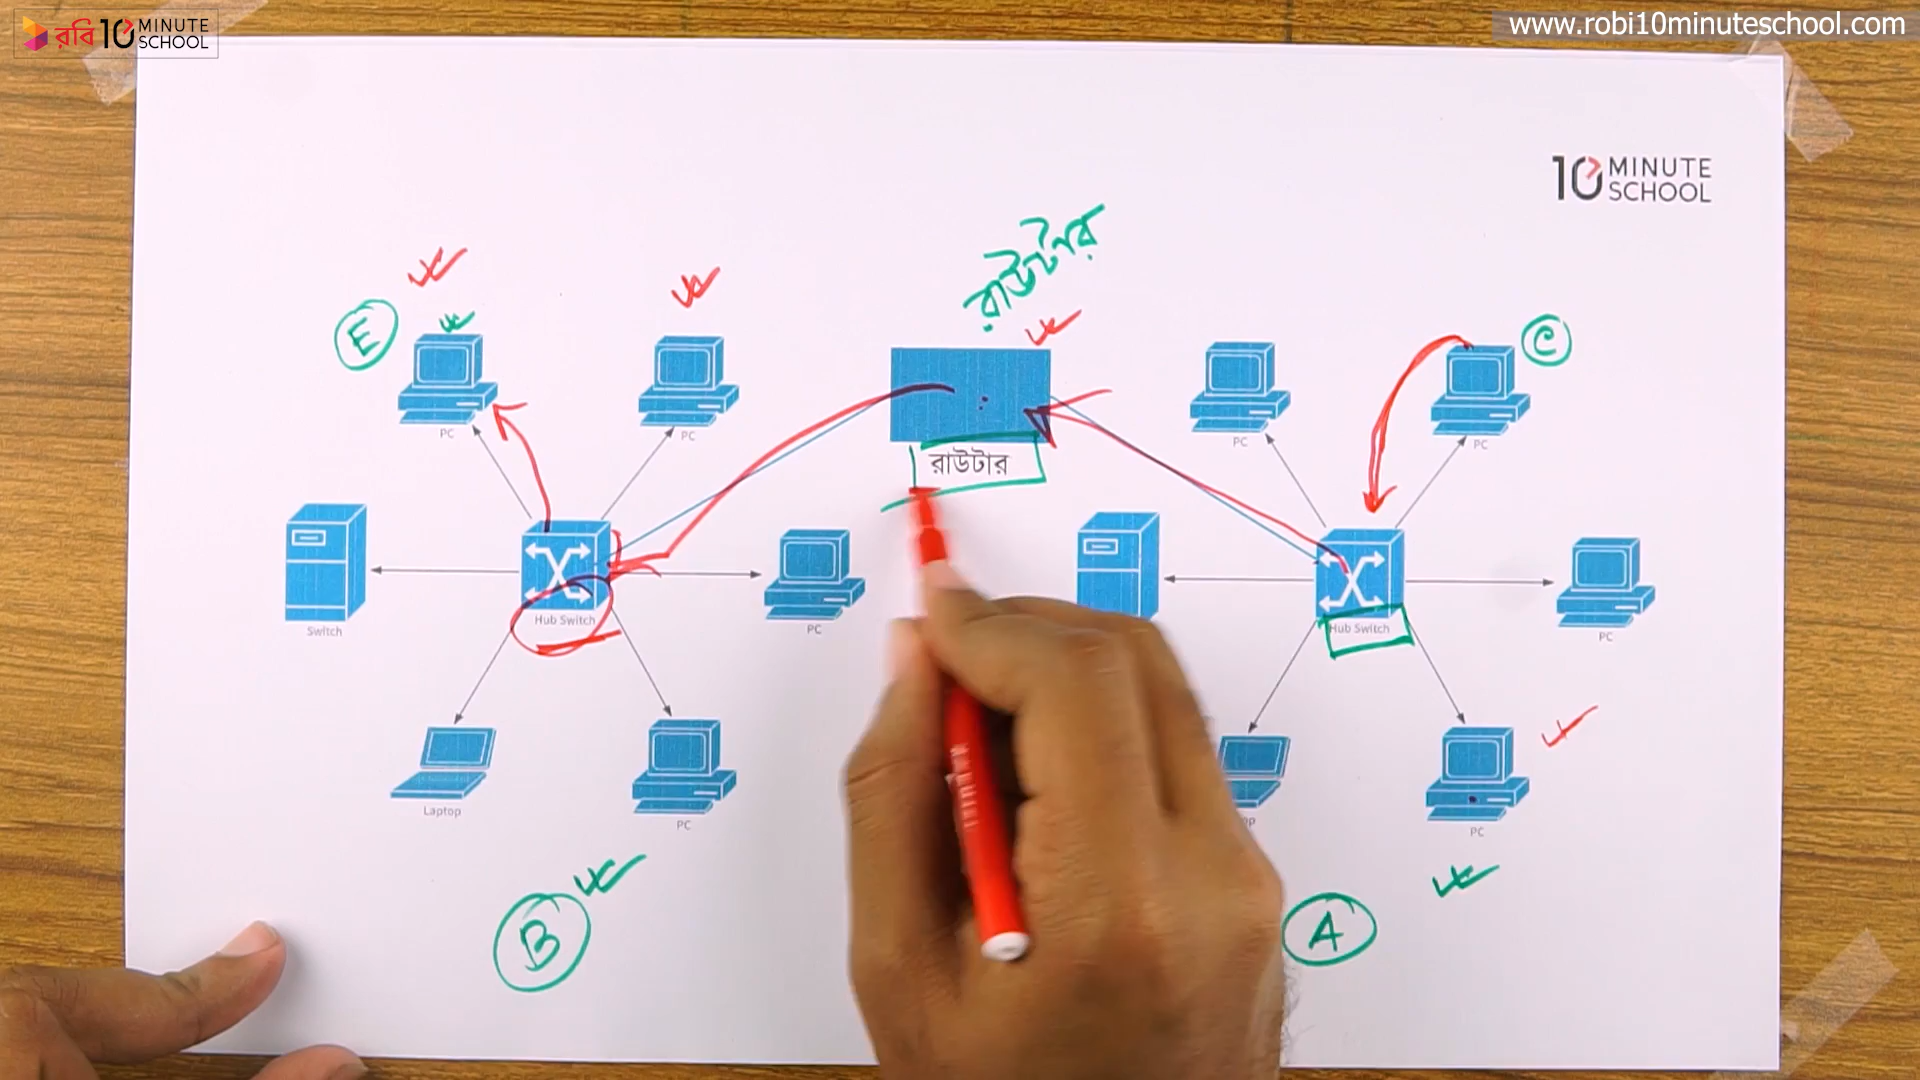 রবি 10 MINUTE SCHOOL
www.robi10minuteschool.com
10 MINUTE SCHOOL
রাউটার
E
C
PC
PC
রাউটার
PC
PC
Switch
Hub Switch
PC
Hub Switch
PC
Laptop
PC
op
PC
B
A